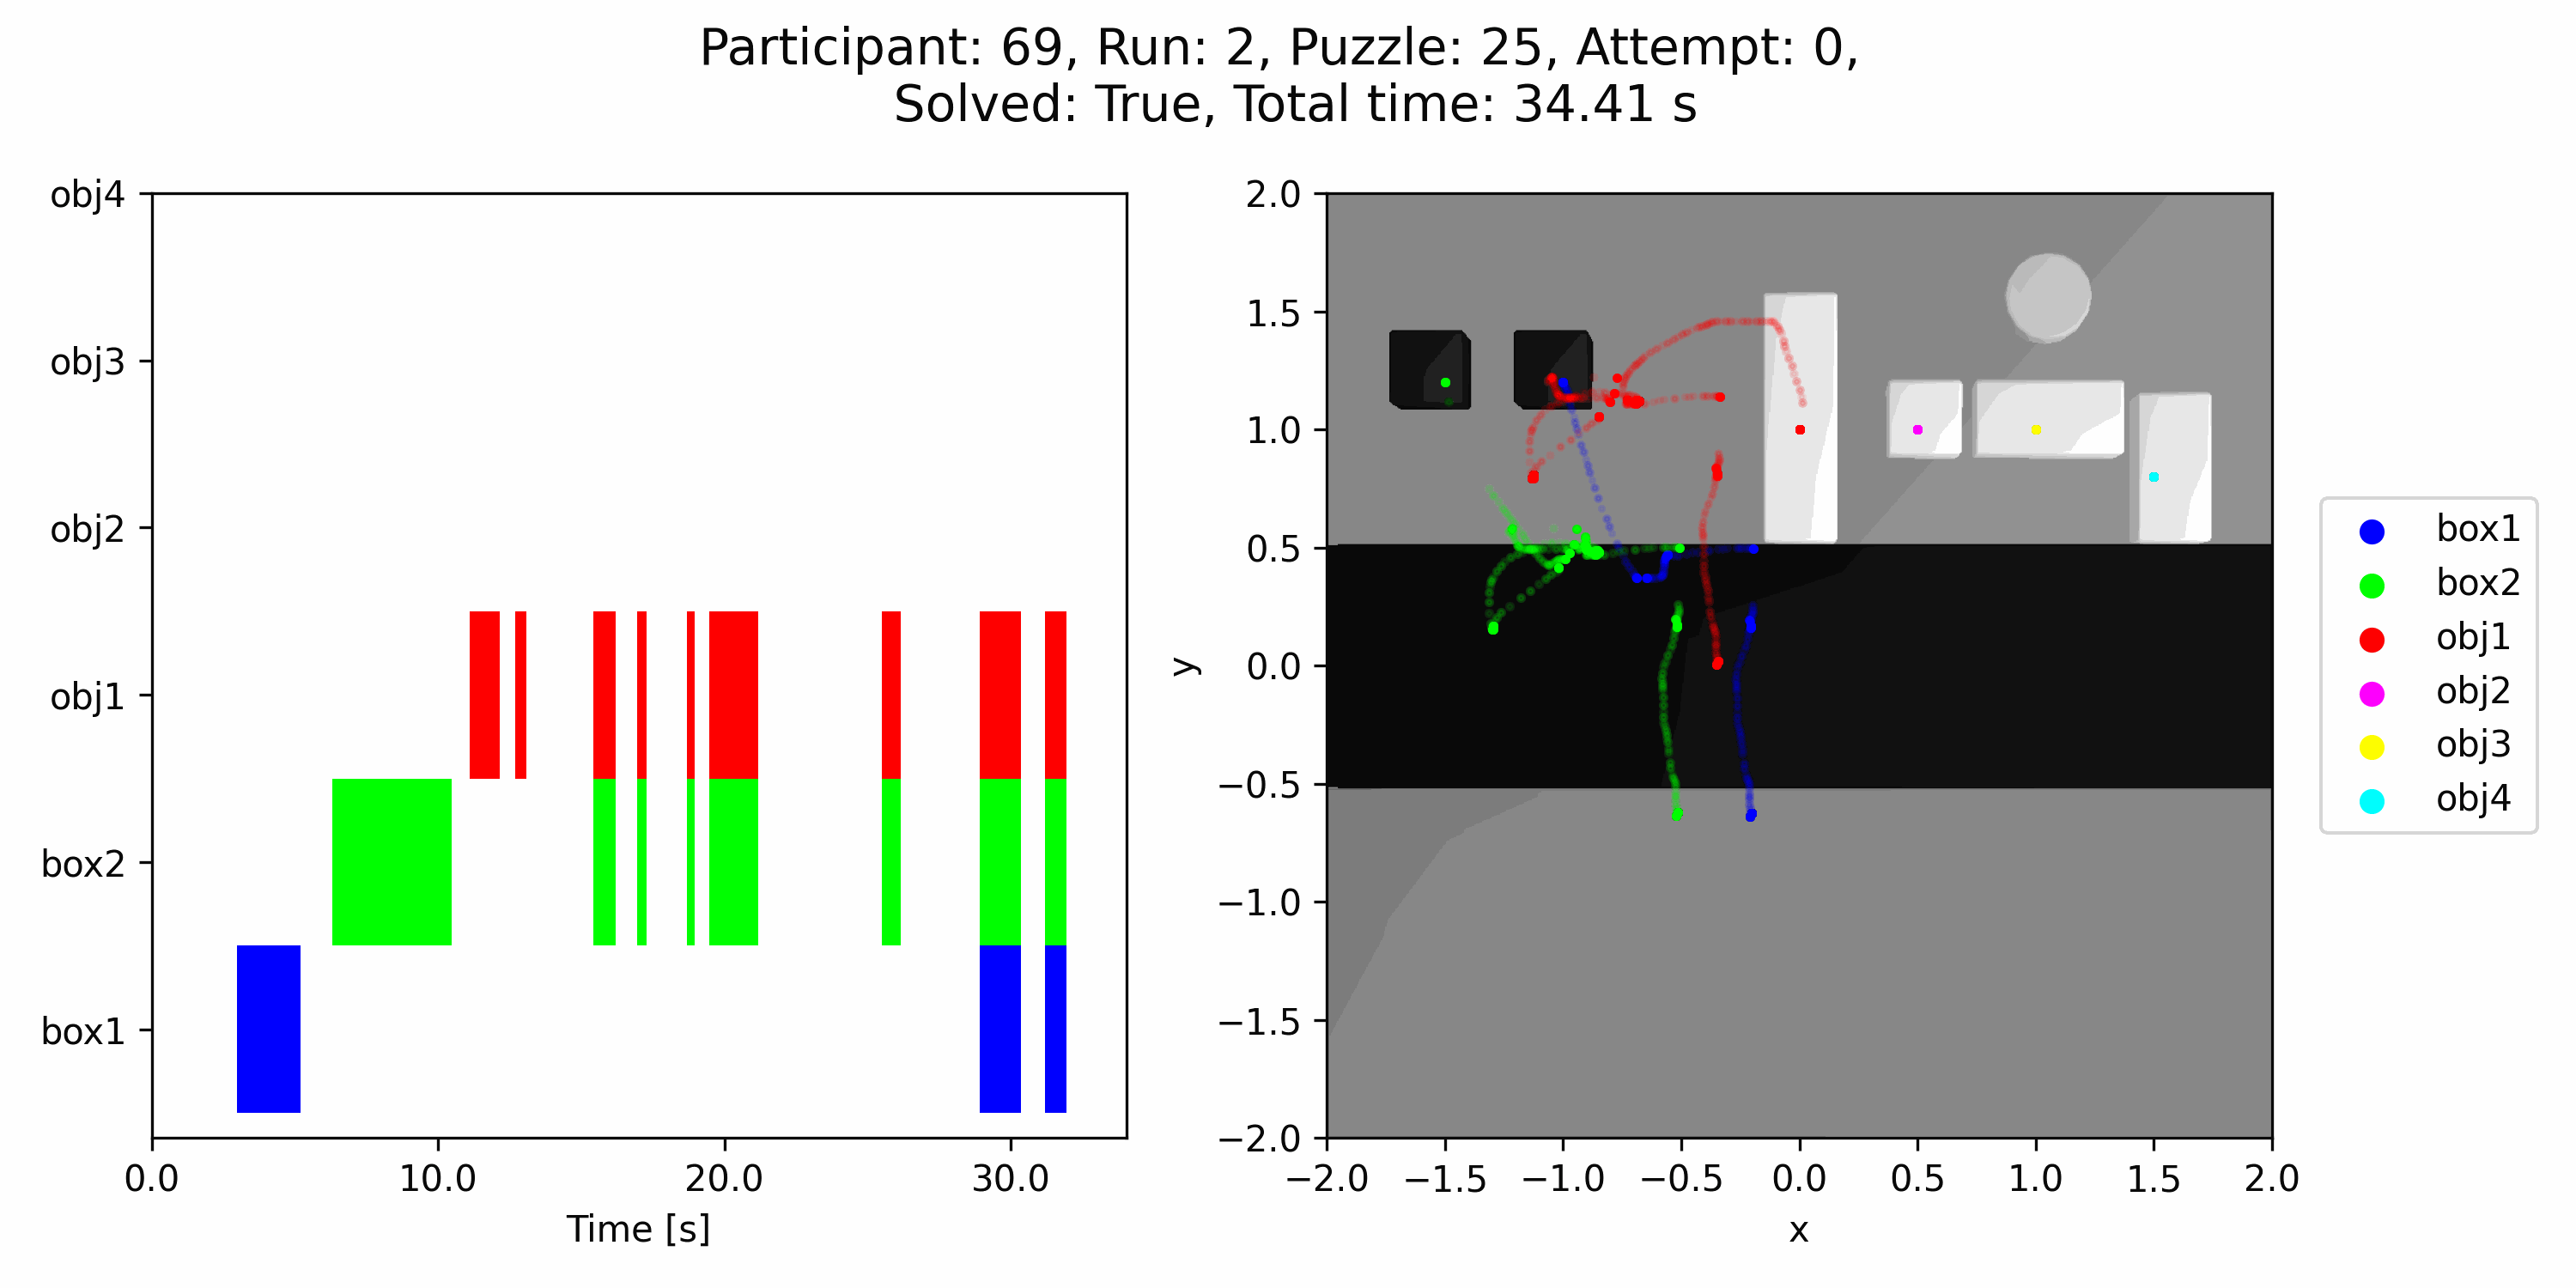 Participant: 69, Run: 2, Puzzle: 25, Attempt: 0,
Solved: True, Total time: 34.41 s
obj4
obj3
obj2
obj1
box2
box1
0.0 10.0 20.0 30.0
Time [s]
2.0
1.5
1.0
0.5
0.0
−0.5
−1.0
−1.5
−2.0
y
−2.0 −1.5 −1.0 −0.5 0.0 0.5 1.0 1.5 2.0
x
box1
box2
obj1
obj2
obj3
obj4